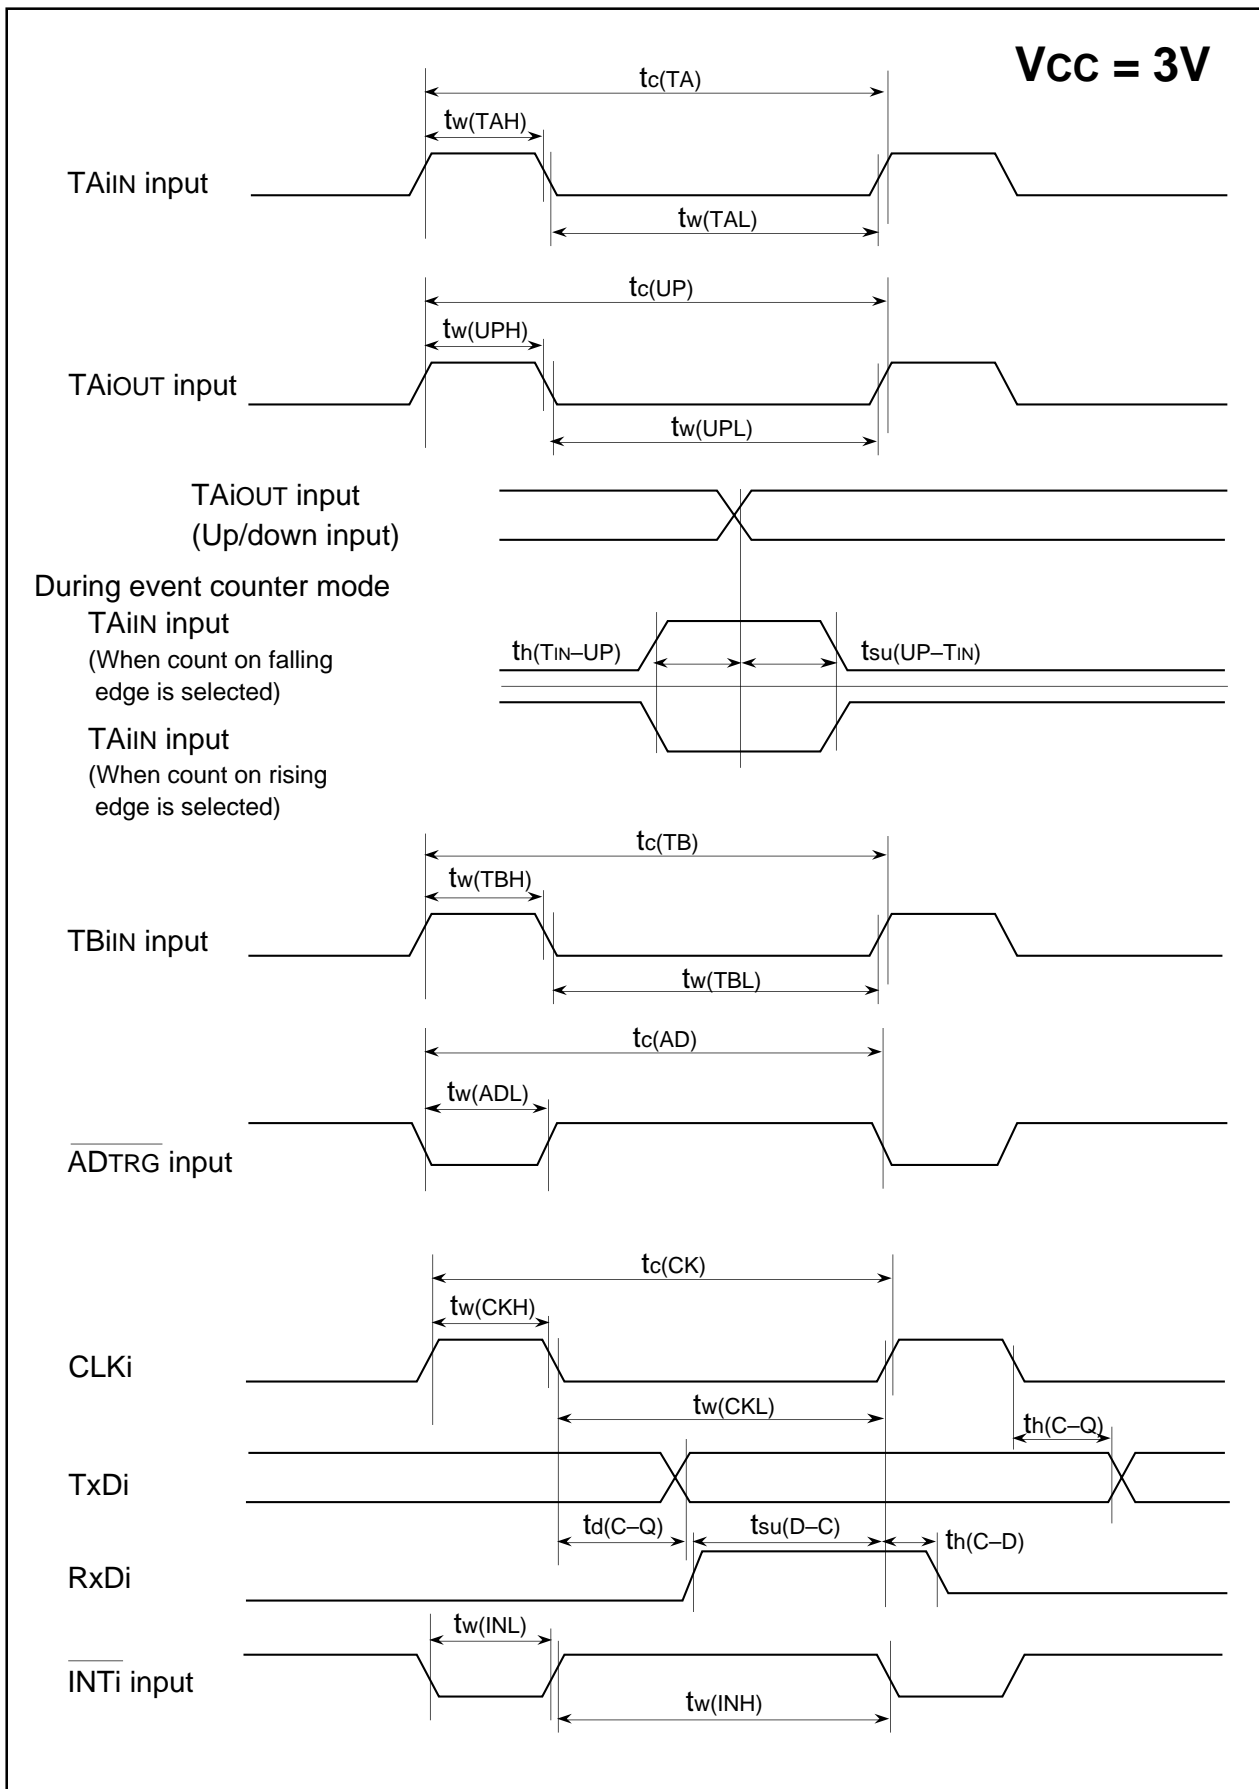 VCC = 3V
tc(TA)
tw(TAH)
TAiIN input
tw(TAL)
tc(UP)
tw(UPH)
TAiOUT input
tw(UPL)
TAiOUT input
(Up/down input)
During event counter mode
TAiIN input
(When count on falling
edge is selected)
th(TIN–UP)
tsu(UP–TIN)
TAiIN input
(When count on rising
edge is selected)
tc(TB)
tw(TBH)
TBiIN input
tw(TBL)
tc(AD)
tw(ADL)
ADTRG input
tc(CK)
tw(CKH)
CLKi
tw(CKL)
th(C–Q)
TxDi
td(C–Q)
tsu(D–C)
th(C–D)
RxDi
tw(INL)
INTi input
tw(INH)